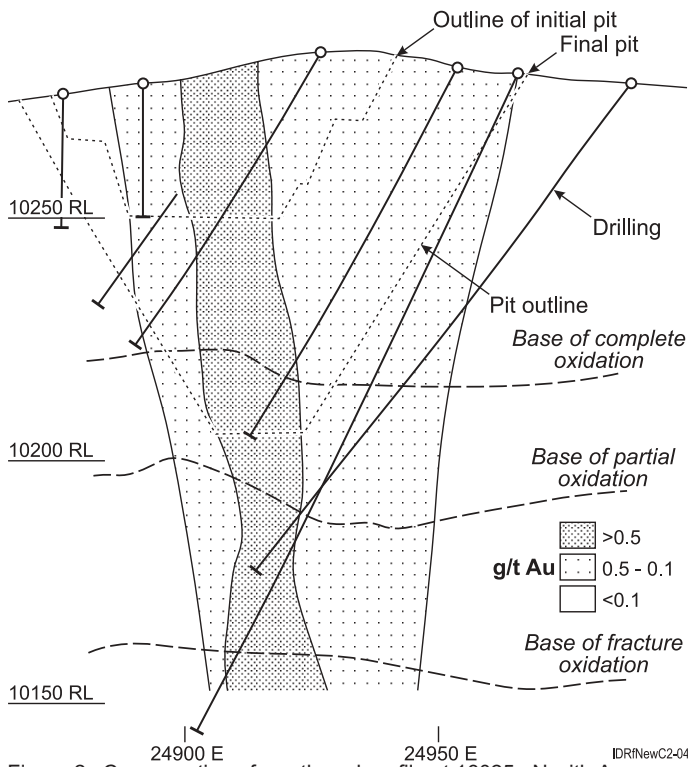 Outline of initial pit
Final pit
10250 RL
Drilling
Pit outline
Base of complete
oxidation
10200 RL
Base of partial
oxidation
g/t Au
>0.5
0.5 - 0.1
<0.1
Base of fracture
oxidation
10150 RL
24900 E
24950 E
IDRfNewC2-04